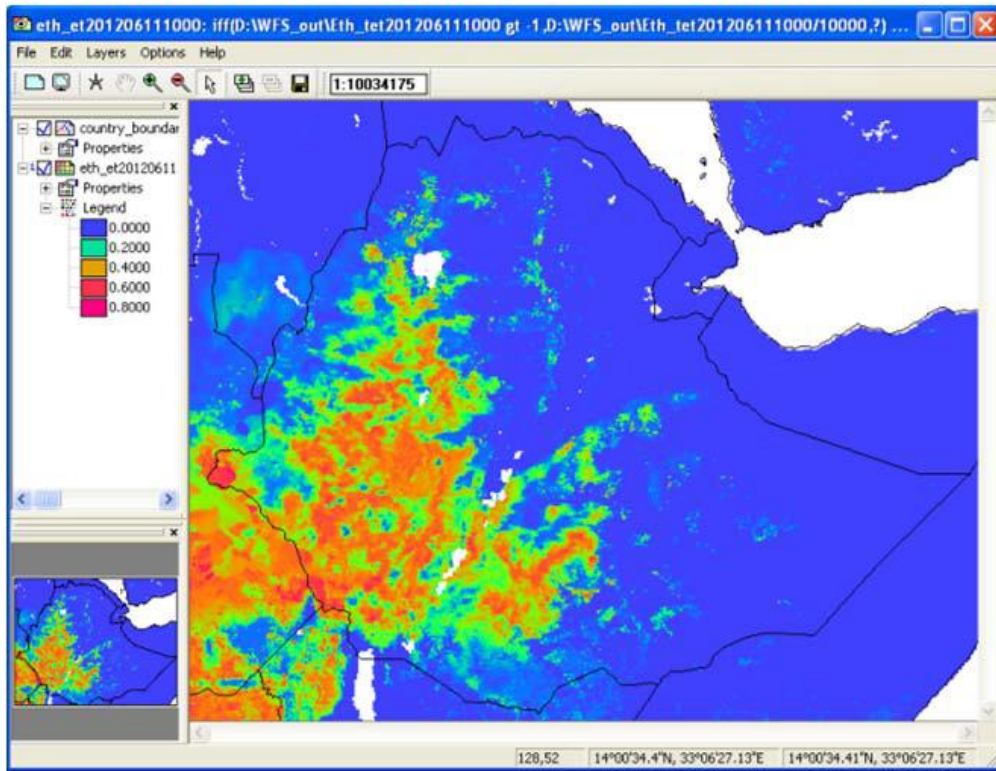 eth_et201206111000: iff(D:\WFS_out\Eth_tet201206111000 gt -1,D:\WFS_out\Eth_tet201206111000/10000,?) ...
File Edit Layers Options Help
1:10034175
country_boundar
Properties
eth_et20120611
Properties
Legend
0.0000
0.2000
0.4000
0.6000
0.8000
128,52 14°00'34.4"N, 33°06'27.13"E 14°00'34.41"N, 33°06'27.13"E